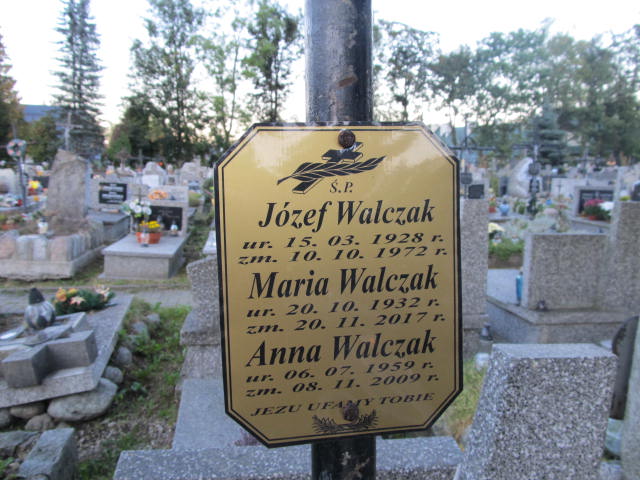 Ś.P.
Józef Walczak
ur. 15. 03. 1928 r.
zm. 10. 10. 1972 r.
Maria Walczak
ur. 20. 10. 1932 r.
zm. 20. 11. 2017 r.
Anna Walczak
ur. 06. 07. 1959 r.
zm. 08. 11. 2009 r.
JEZU UFAMY TOBIE